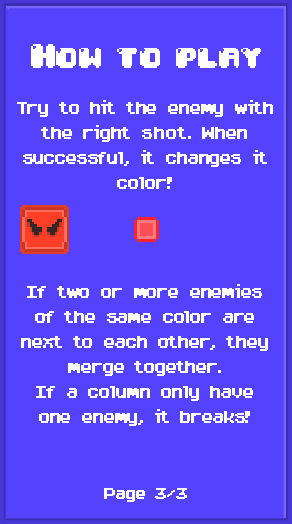 How to play
Try to hit the enemy with
the right shot. When
successful, it changes it
color!
If two or more enemies
of the same color are
next to each other, they
merge together.
If a column only have
one enemy, it breaks!
Page 3/3